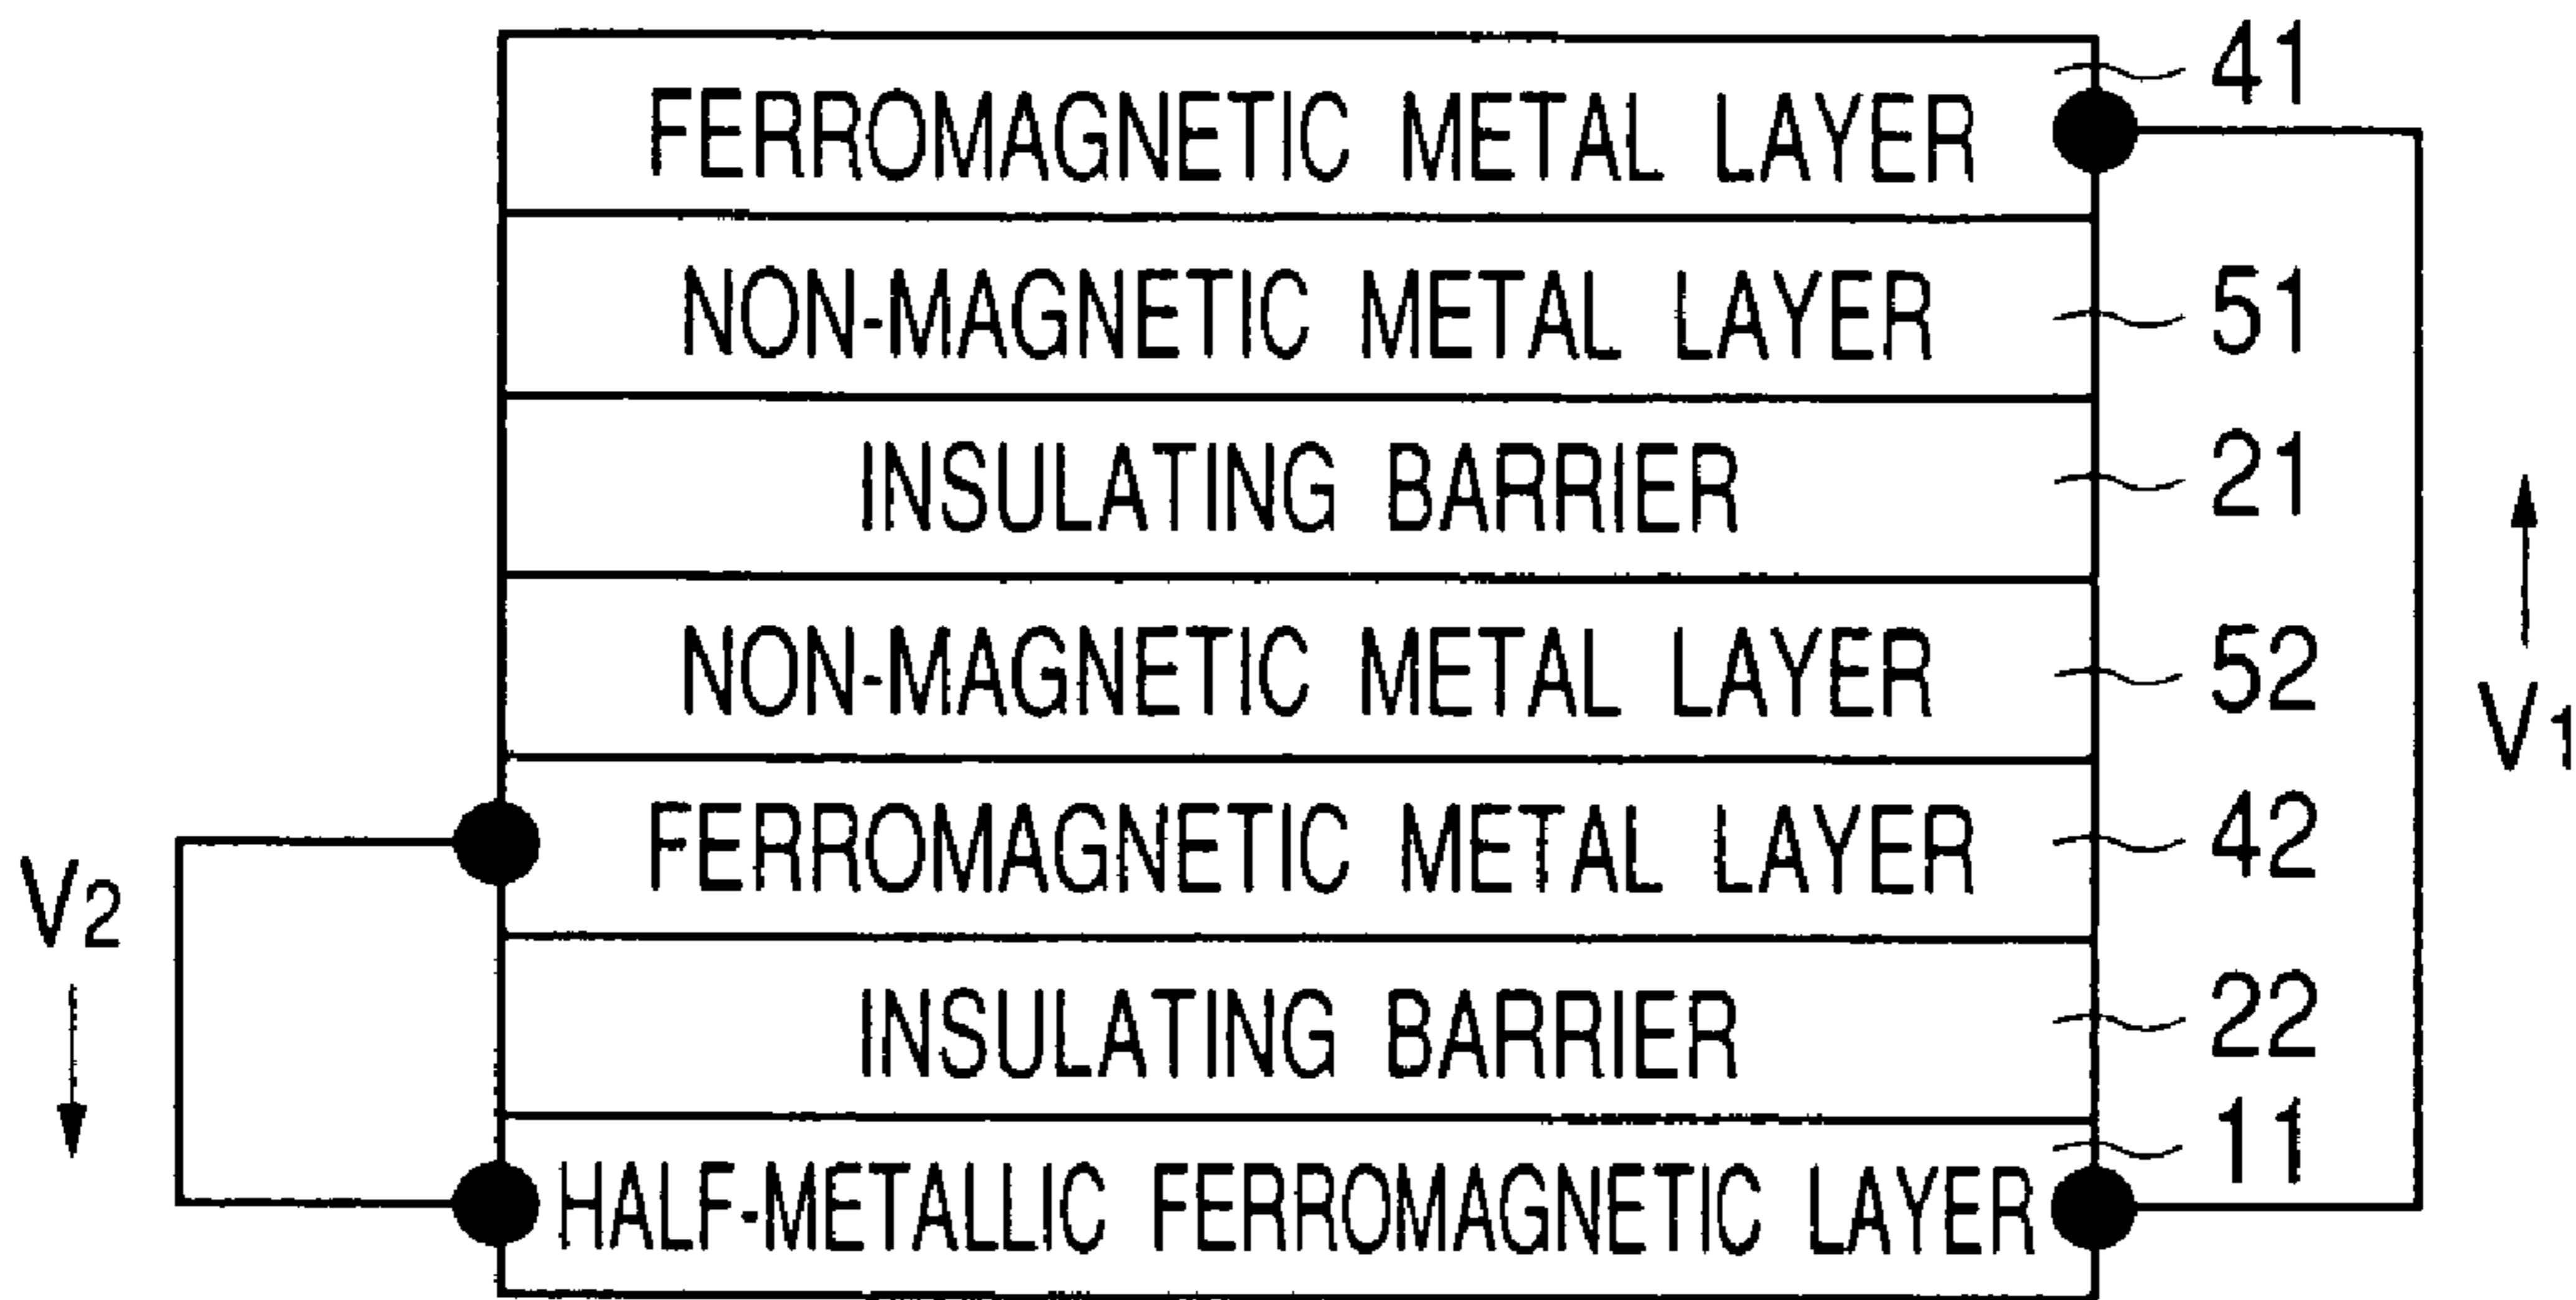 FERROMAGNETIC METAL LAYER 41
NON-MAGNETIC METAL LAYER 51
INSULATING BARRIER 21
NON-MAGNETIC METAL LAYER 52
V1
FERROMAGNETIC METAL LAYER 42
V2
INSULATING BARRIER 22
HALF-METALLIC FERROMAGNETIC LAYER 11